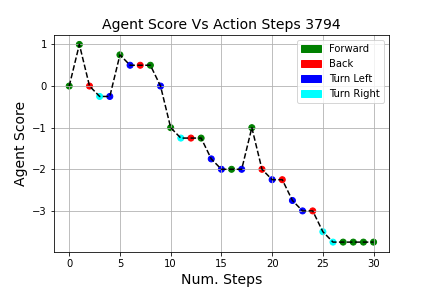 Agent Score Vs Action Steps 3794
Agent Score
1
0
−1
−2
−3
Forward
Back
Turn Left
Turn Right
0 5 10 15 20 25 30
Num. Steps